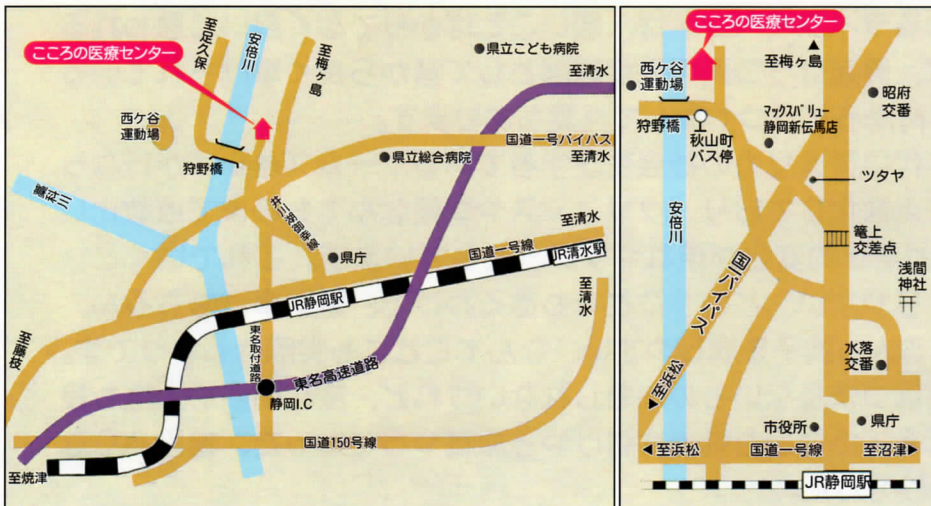 こころの医療センター
至足久保
安倍川
至梅ヶ島
県立こども病院
至清水
西ケ谷
運動場
狩野橋
国道一号バイパス
至清水
県立総合病院
藁科川
井川湖御幸線
県庁
至清水
国道一号線
JR清水駅
JR静岡駅
至清水
至藤枝
東名取付道路
東名高速道路
静岡I.C
国道150号線
至焼津
こころの医療センター
至梅ヶ島
西ケ谷
運動場
昭府
交番
マックスバリュー
静岡新伝馬店
狩野橋
秋山町
バス停
ツタヤ
安倍川
籠上
交差点
国一バイパス
浅間
神社
至浜松
水落
交番
市役所
県庁
至浜松
国道一号線
至沼津
JR静岡駅